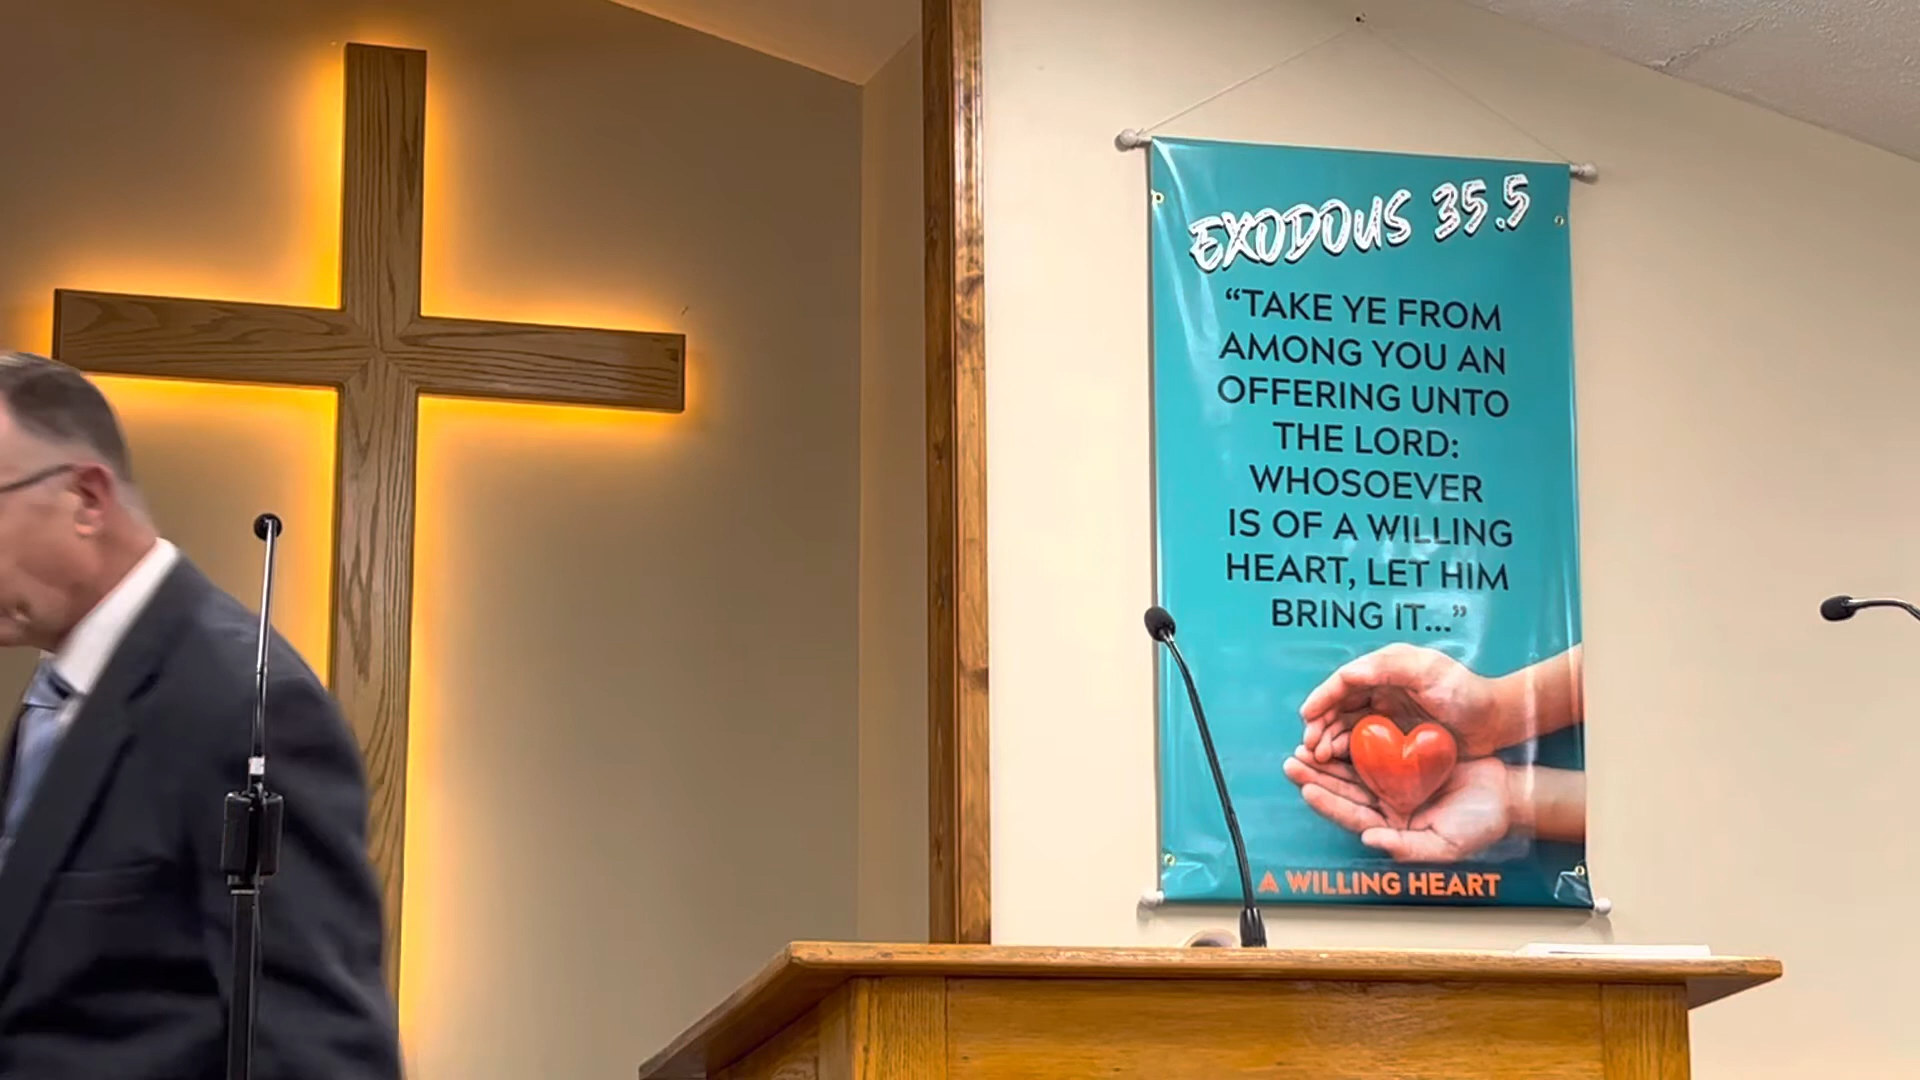 EXODOUS 35.5
“TAKE YE FROM
AMONG YOU AN
OFFERING UNTO
THE LORD:
WHOSOEVER
IS OF A WILLING
HEART, LET HIM
BRING IT...”
A WILLING HEART